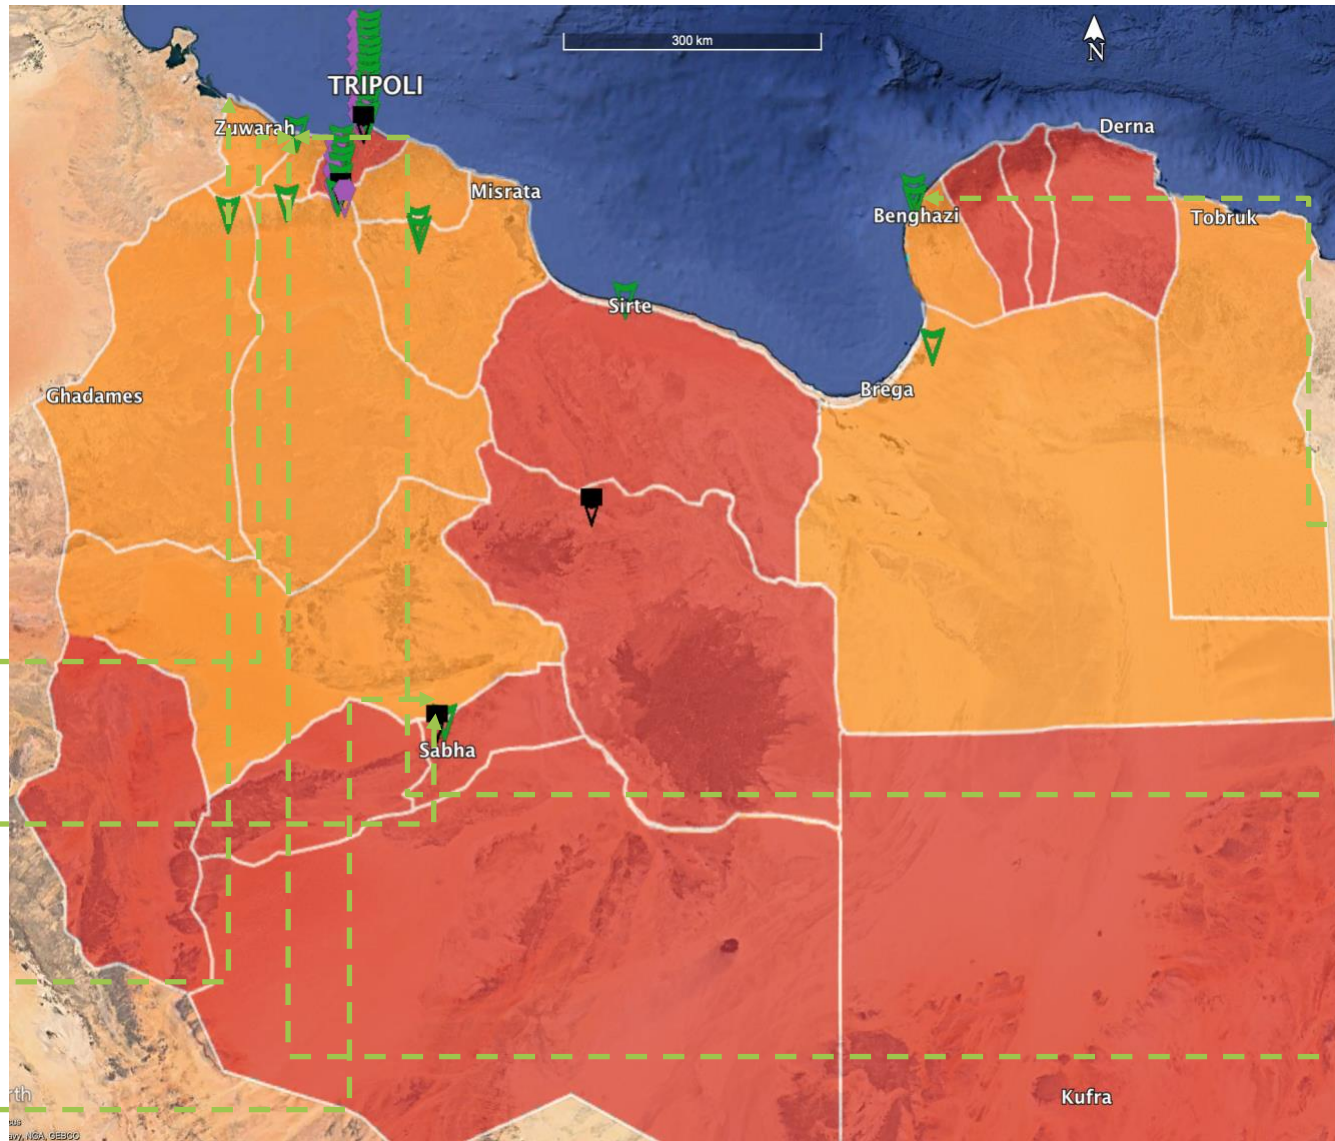 300 km
N
TRIPOLI
Zuwarah
Derna
Misrata
Benghazi
Tobruk
Sirte
Ghadames
Brega
Sabha
Kufra
rth
avy, NGA, GEBCO